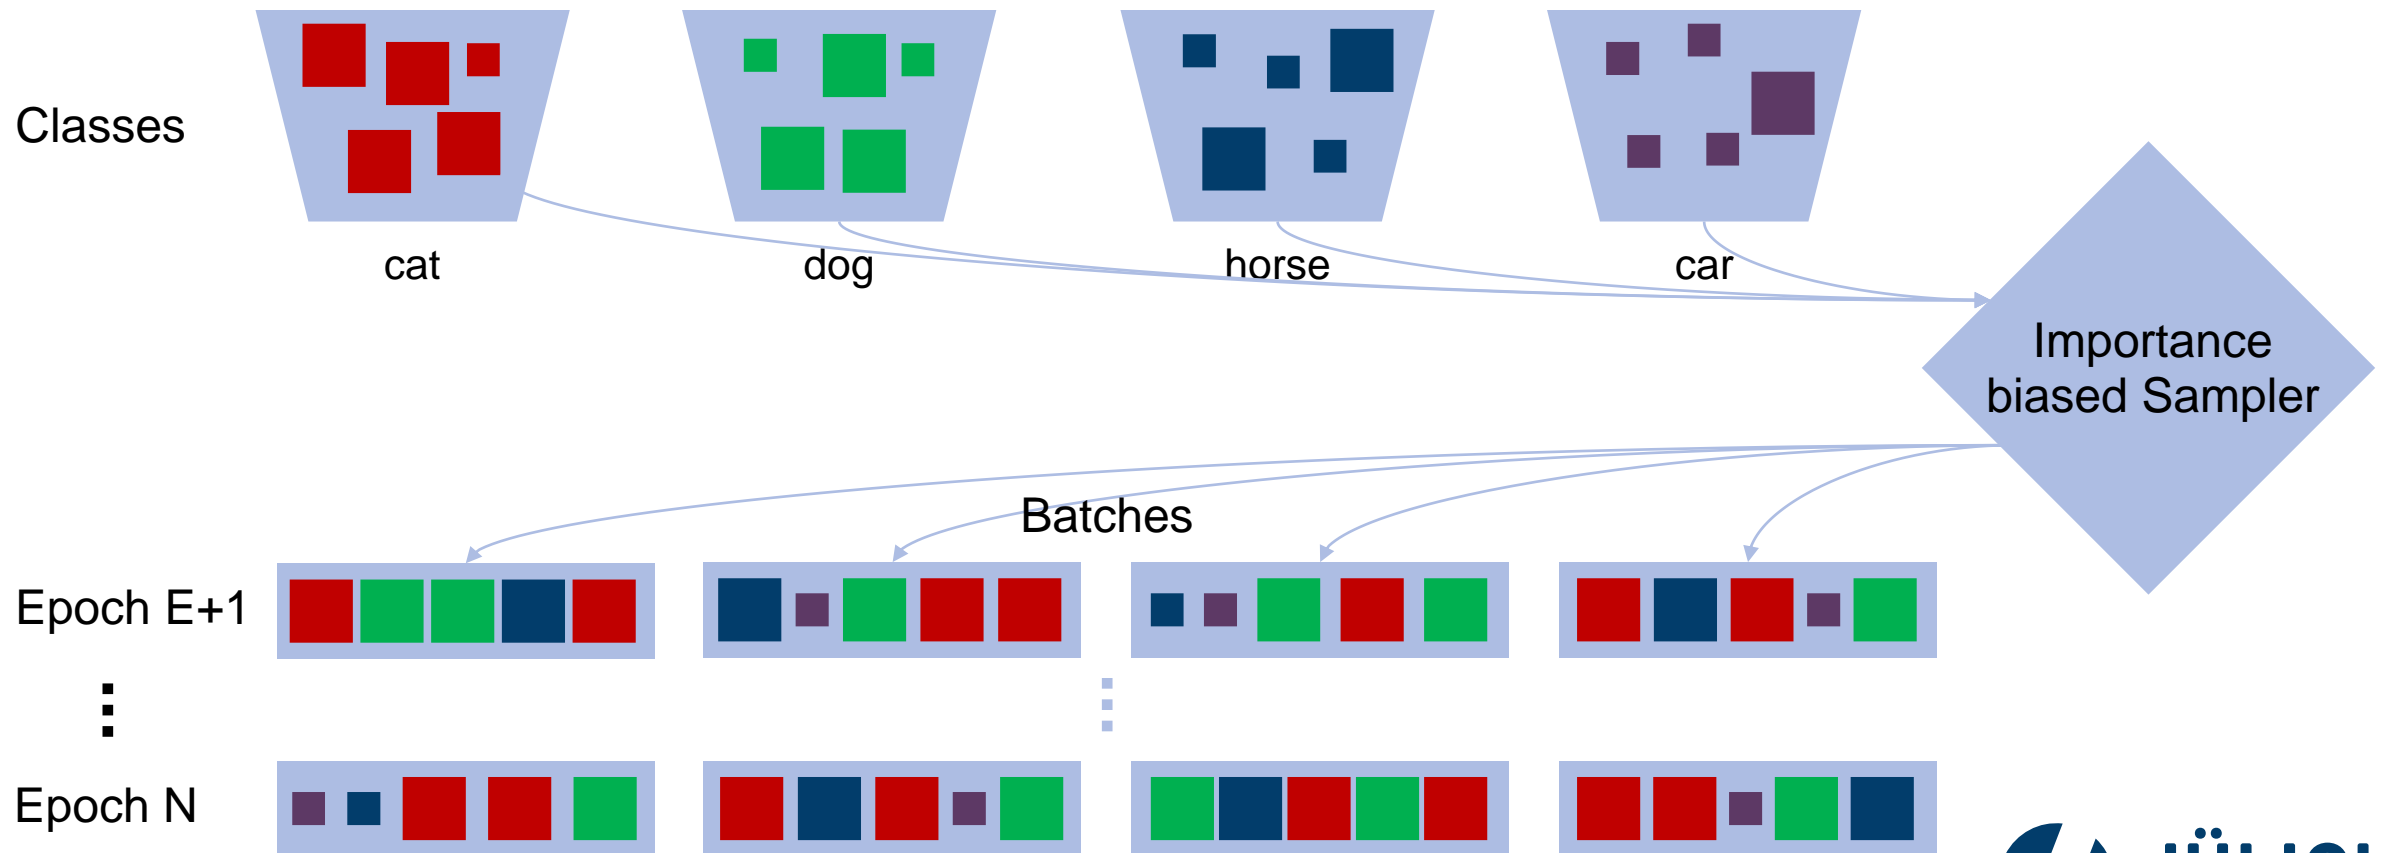 Classes
cat
dog
horse
car
Importance
biased Sampler
Batches
Epoch E+1
Epoch N